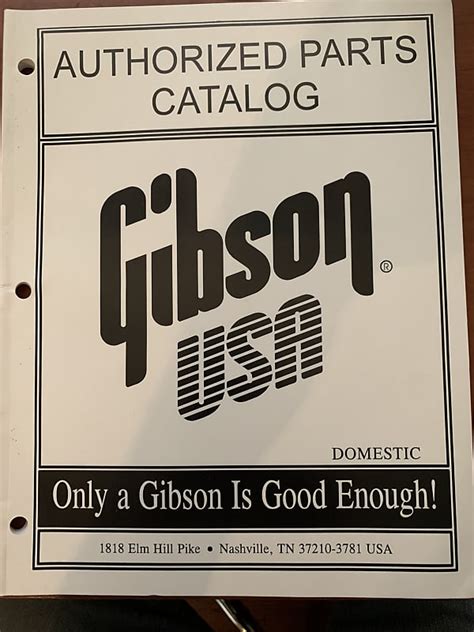 AUTHORIZED PARTS
CATALOG
Gibson ®
USA
DOMESTIC
Only a Gibson Is Good Enough!
1818 Elm Hill Pike • Nashville, TN 37210-3781 USA